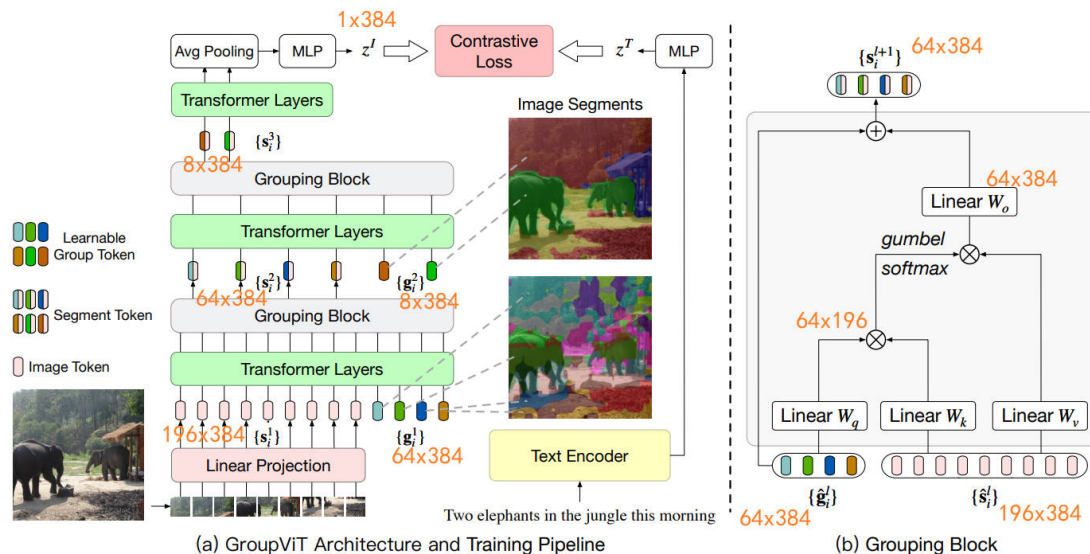 1x384
Avg Pooling
MLP
z^I
Contrastive
Loss
z^T
MLP
Transformer Layers
Image Segments
{s_i^3}
8x384
Grouping Block
Learnable
Group Token
Transformer Layers
{s_i^2}
{g_i^2}
64x384
8x384
Segment Token
Grouping Block
Image Token
Transformer Layers
196x384
{s_i^1}
{g_i^1}
64x384
Linear Projection
Text Encoder
Two elephants in the jungle this morning
(a) GroupViT Architecture and Training Pipeline
64x384
{s_i^{l+1}}
64x384
Linear W_o
gumbel
softmax
64x196
Linear W_q
Linear W_k
Linear W_v
{ĝ_i^l}
{ŝ_i^l}
64x384
196x384
(b) Grouping Block